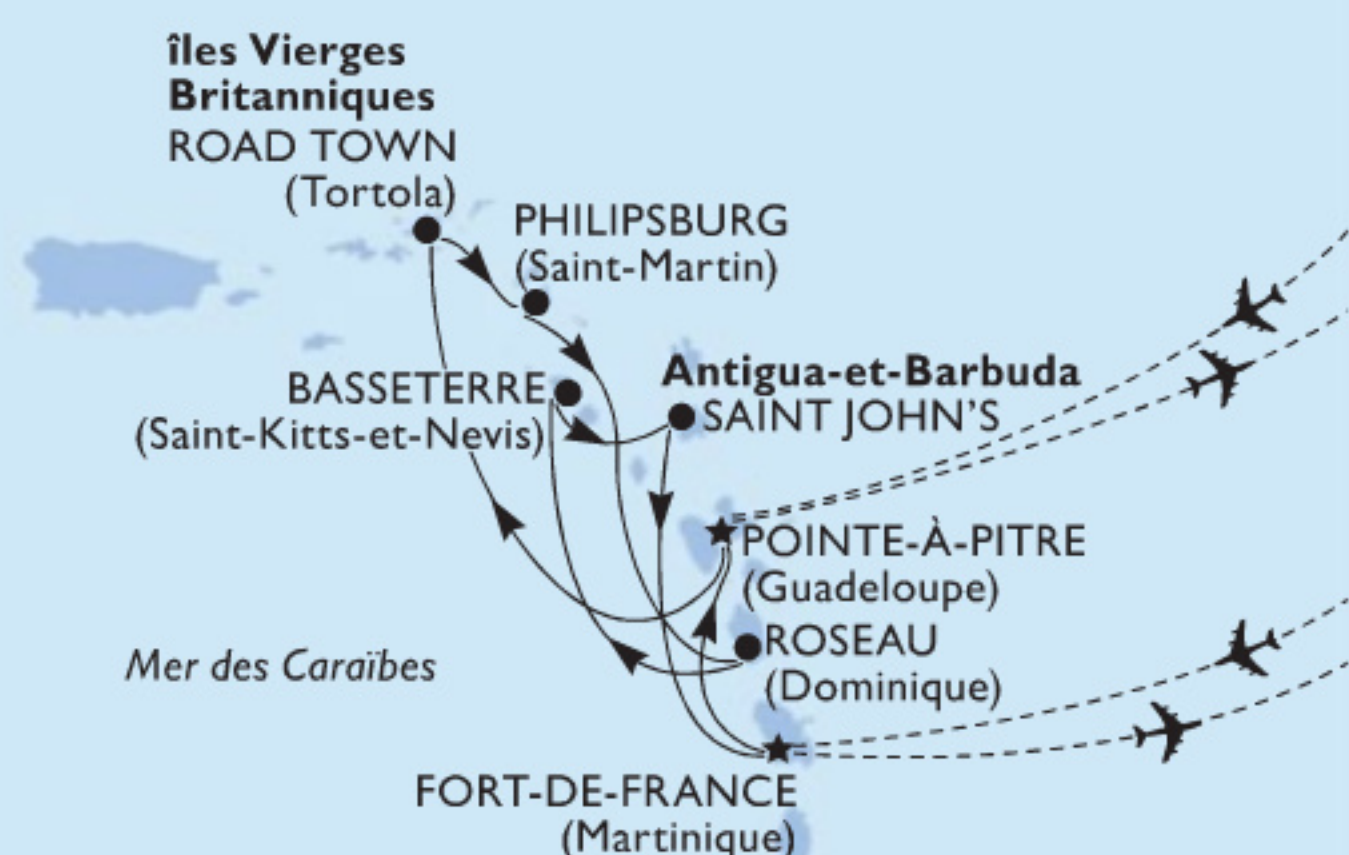 îles Vierges
Britanniques
ROAD TOWN
(Tortola)
PHILIPSBURG
(Saint-Martin)
Antigua-et-Barbuda
BASSETERRE
SAINT JOHN'S
(Saint-Kitts-et-Nevis)
POINTE-À-PITRE
(Guadeloupe)
ROSEAU
Mer des Caraïbes
(Dominique)
FORT-DE-FRANCE
(Martinique)